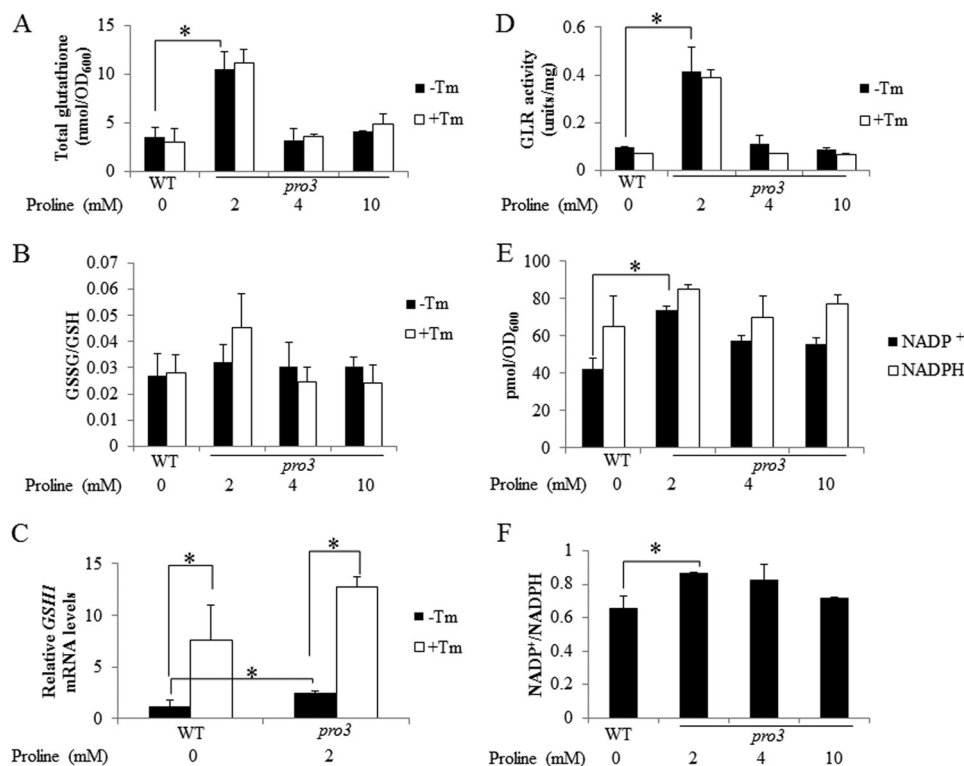 A
Total glutathione
(nmol/OD600)
15
10
5
0
*
-Tm
+Tm
WT
pro3
Proline (mM)
0
2
4
10
B
GSSG/GSH
0.07
0.06
0.05
0.04
0.03
0.02
0.01
0
-Tm
+Tm
WT
pro3
Proline (mM)
0
2
4
10
C
Relative GSH1
mRNA levels
15
10
5
0
*
*
*
-Tm
+Tm
WT
pro3
Proline (mM)
0
2
D
GLR activity
(units/mg)
0.6
0.4
0.2
0
*
-Tm
+Tm
WT
pro3
Proline (mM)
0
2
4
10
E
pmol/OD600
100
80
60
40
20
0
*
NADP+
NADPH
WT
pro3
Proline (mM)
0
2
4
10
F
NADP+/NADPH
1
0.8
0.6
0.4
0.2
0
*
WT
pro3
Proline (mM)
0
2
4
10